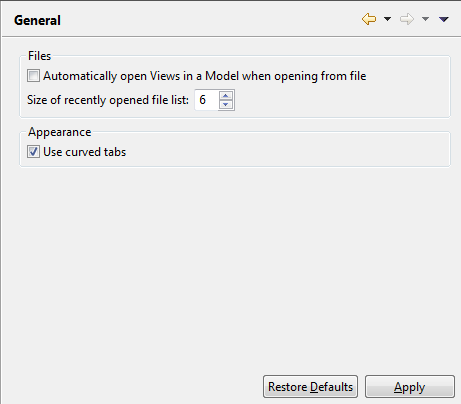 General
Files
Automatically open Views in a Model when opening from file
Size of recently opened file list: 6
Appearance
Use curved tabs
Restore Defaults Apply